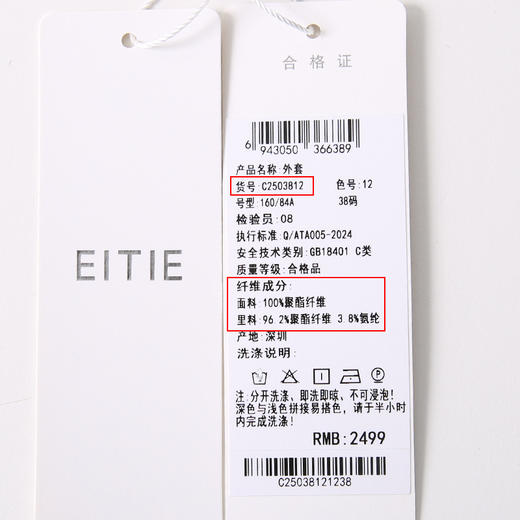 EITIE
合格证
6 943050 366389
产品名称:外套
货号:C2503812 色号:12
号型:160/84A 38码
检验员:08
执行标准:Q/ATA005-2024
安全技术类别:GB18401 C类
质量等级:合格品
纤维成分:
面料:100%聚酯纤维
里料:96.2%聚酯纤维 3.8%氨纶
产地:深圳
洗涤说明:
注:分开洗涤、即洗即晾、不可浸泡!
深色与浅色拼接易搭色,请于半小时
内完成洗涤!
RMB:2499
C25038121238